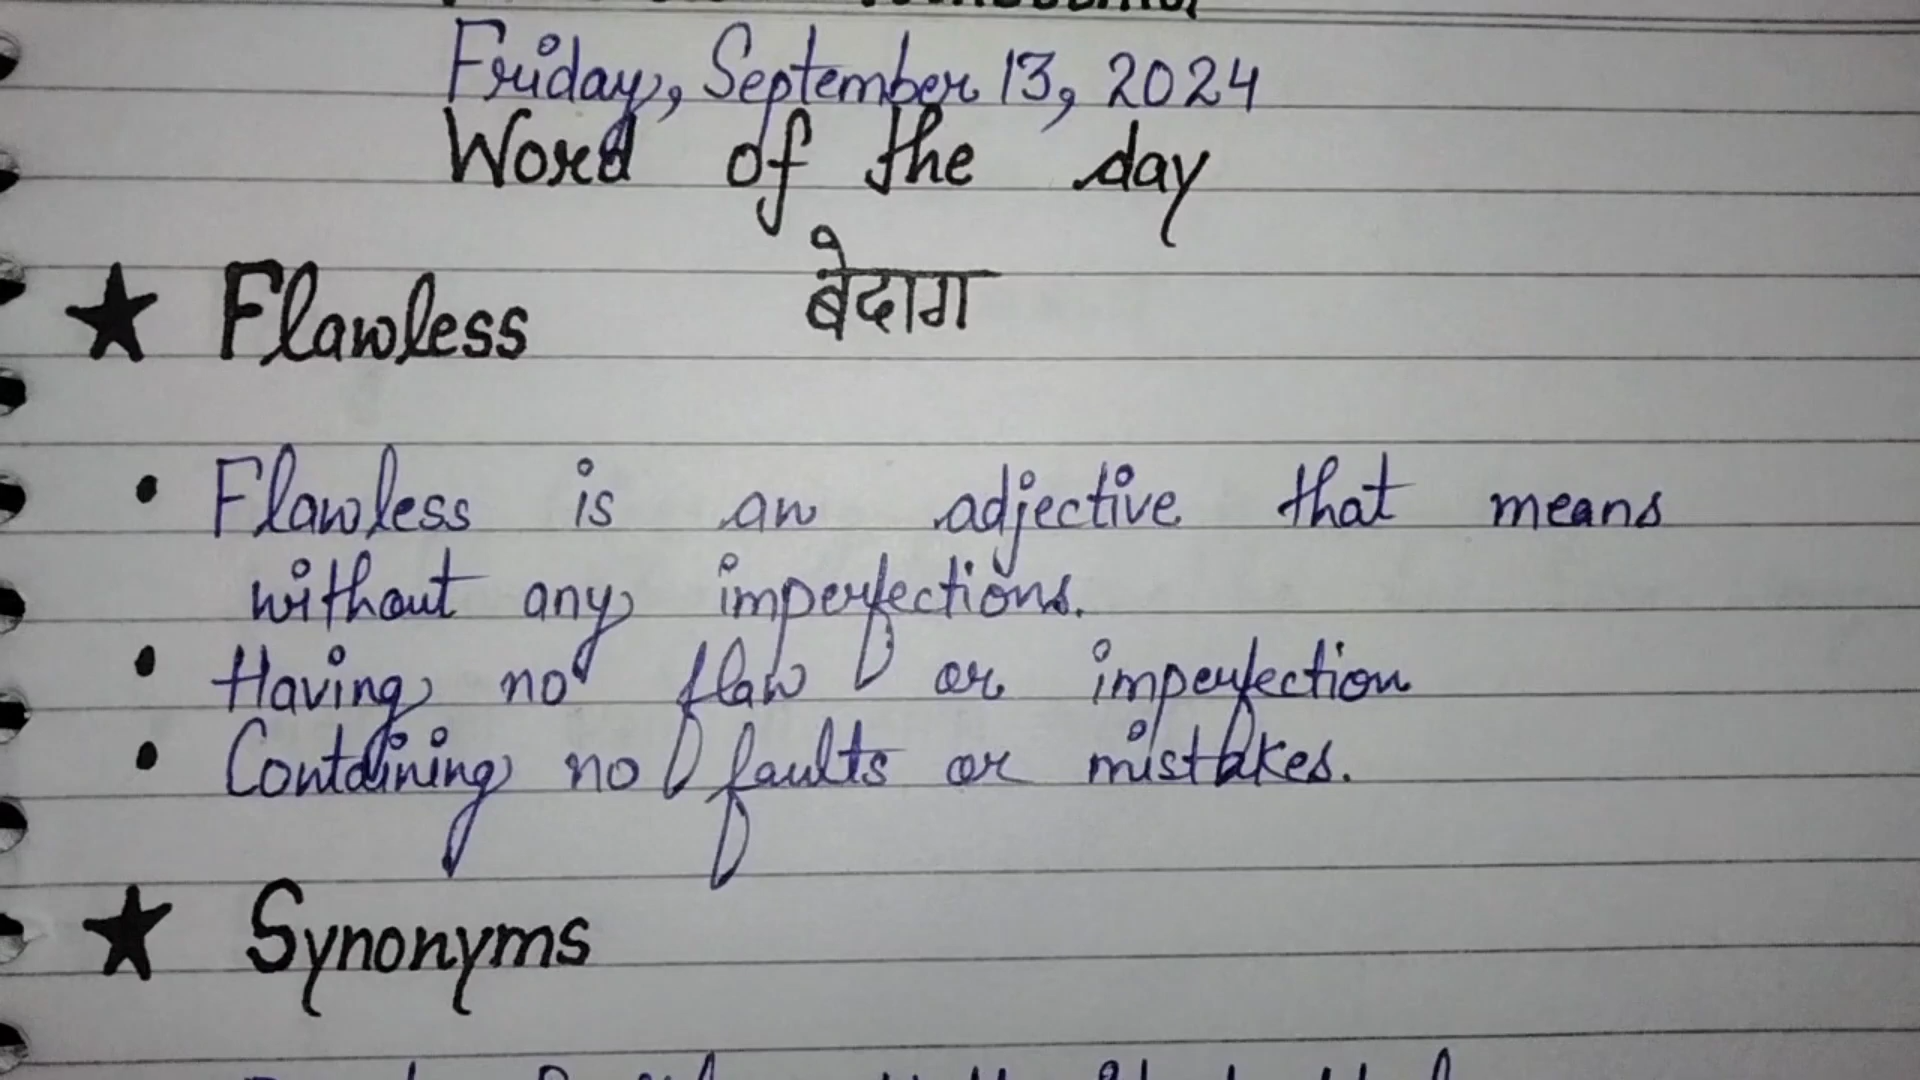 Friday, September 13, 2024
Word of the day
★ Flawless बेदाग
• Flawless is an adjective that means
without any imperfections.
• Having no flaw or imperfection
• Containing no faults or mistakes.
★ Synonyms